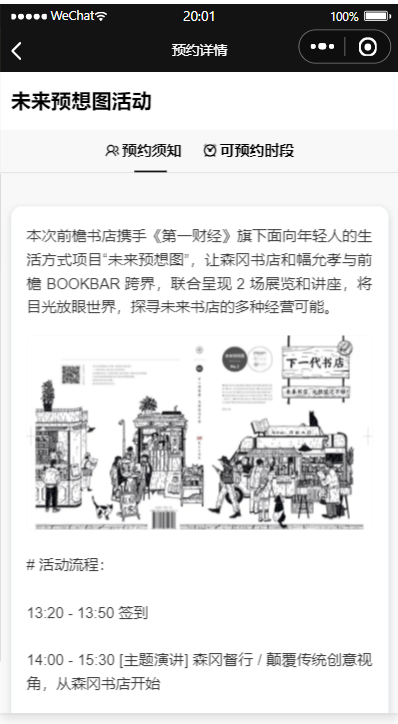 WeChat 20:01 100%
预约详情
未来预想图活动
预约须知 可预约时段
本次前檐书店携手《第一财经》旗下面向年轻人的生
活方式项目“未来预想图”，让森冈书店和幅允孝与前
檐 BOOKBAR 跨界，联合呈现 2 场展览和讲座，将
目光放眼世界，探寻未来书店的多种经营可能。
下一代书店
# 活动流程：
13:20 - 13:50 签到
14:00 - 15:30 [主题演讲] 森冈督行 / 颠覆传统创意视
角，从森冈书店开始